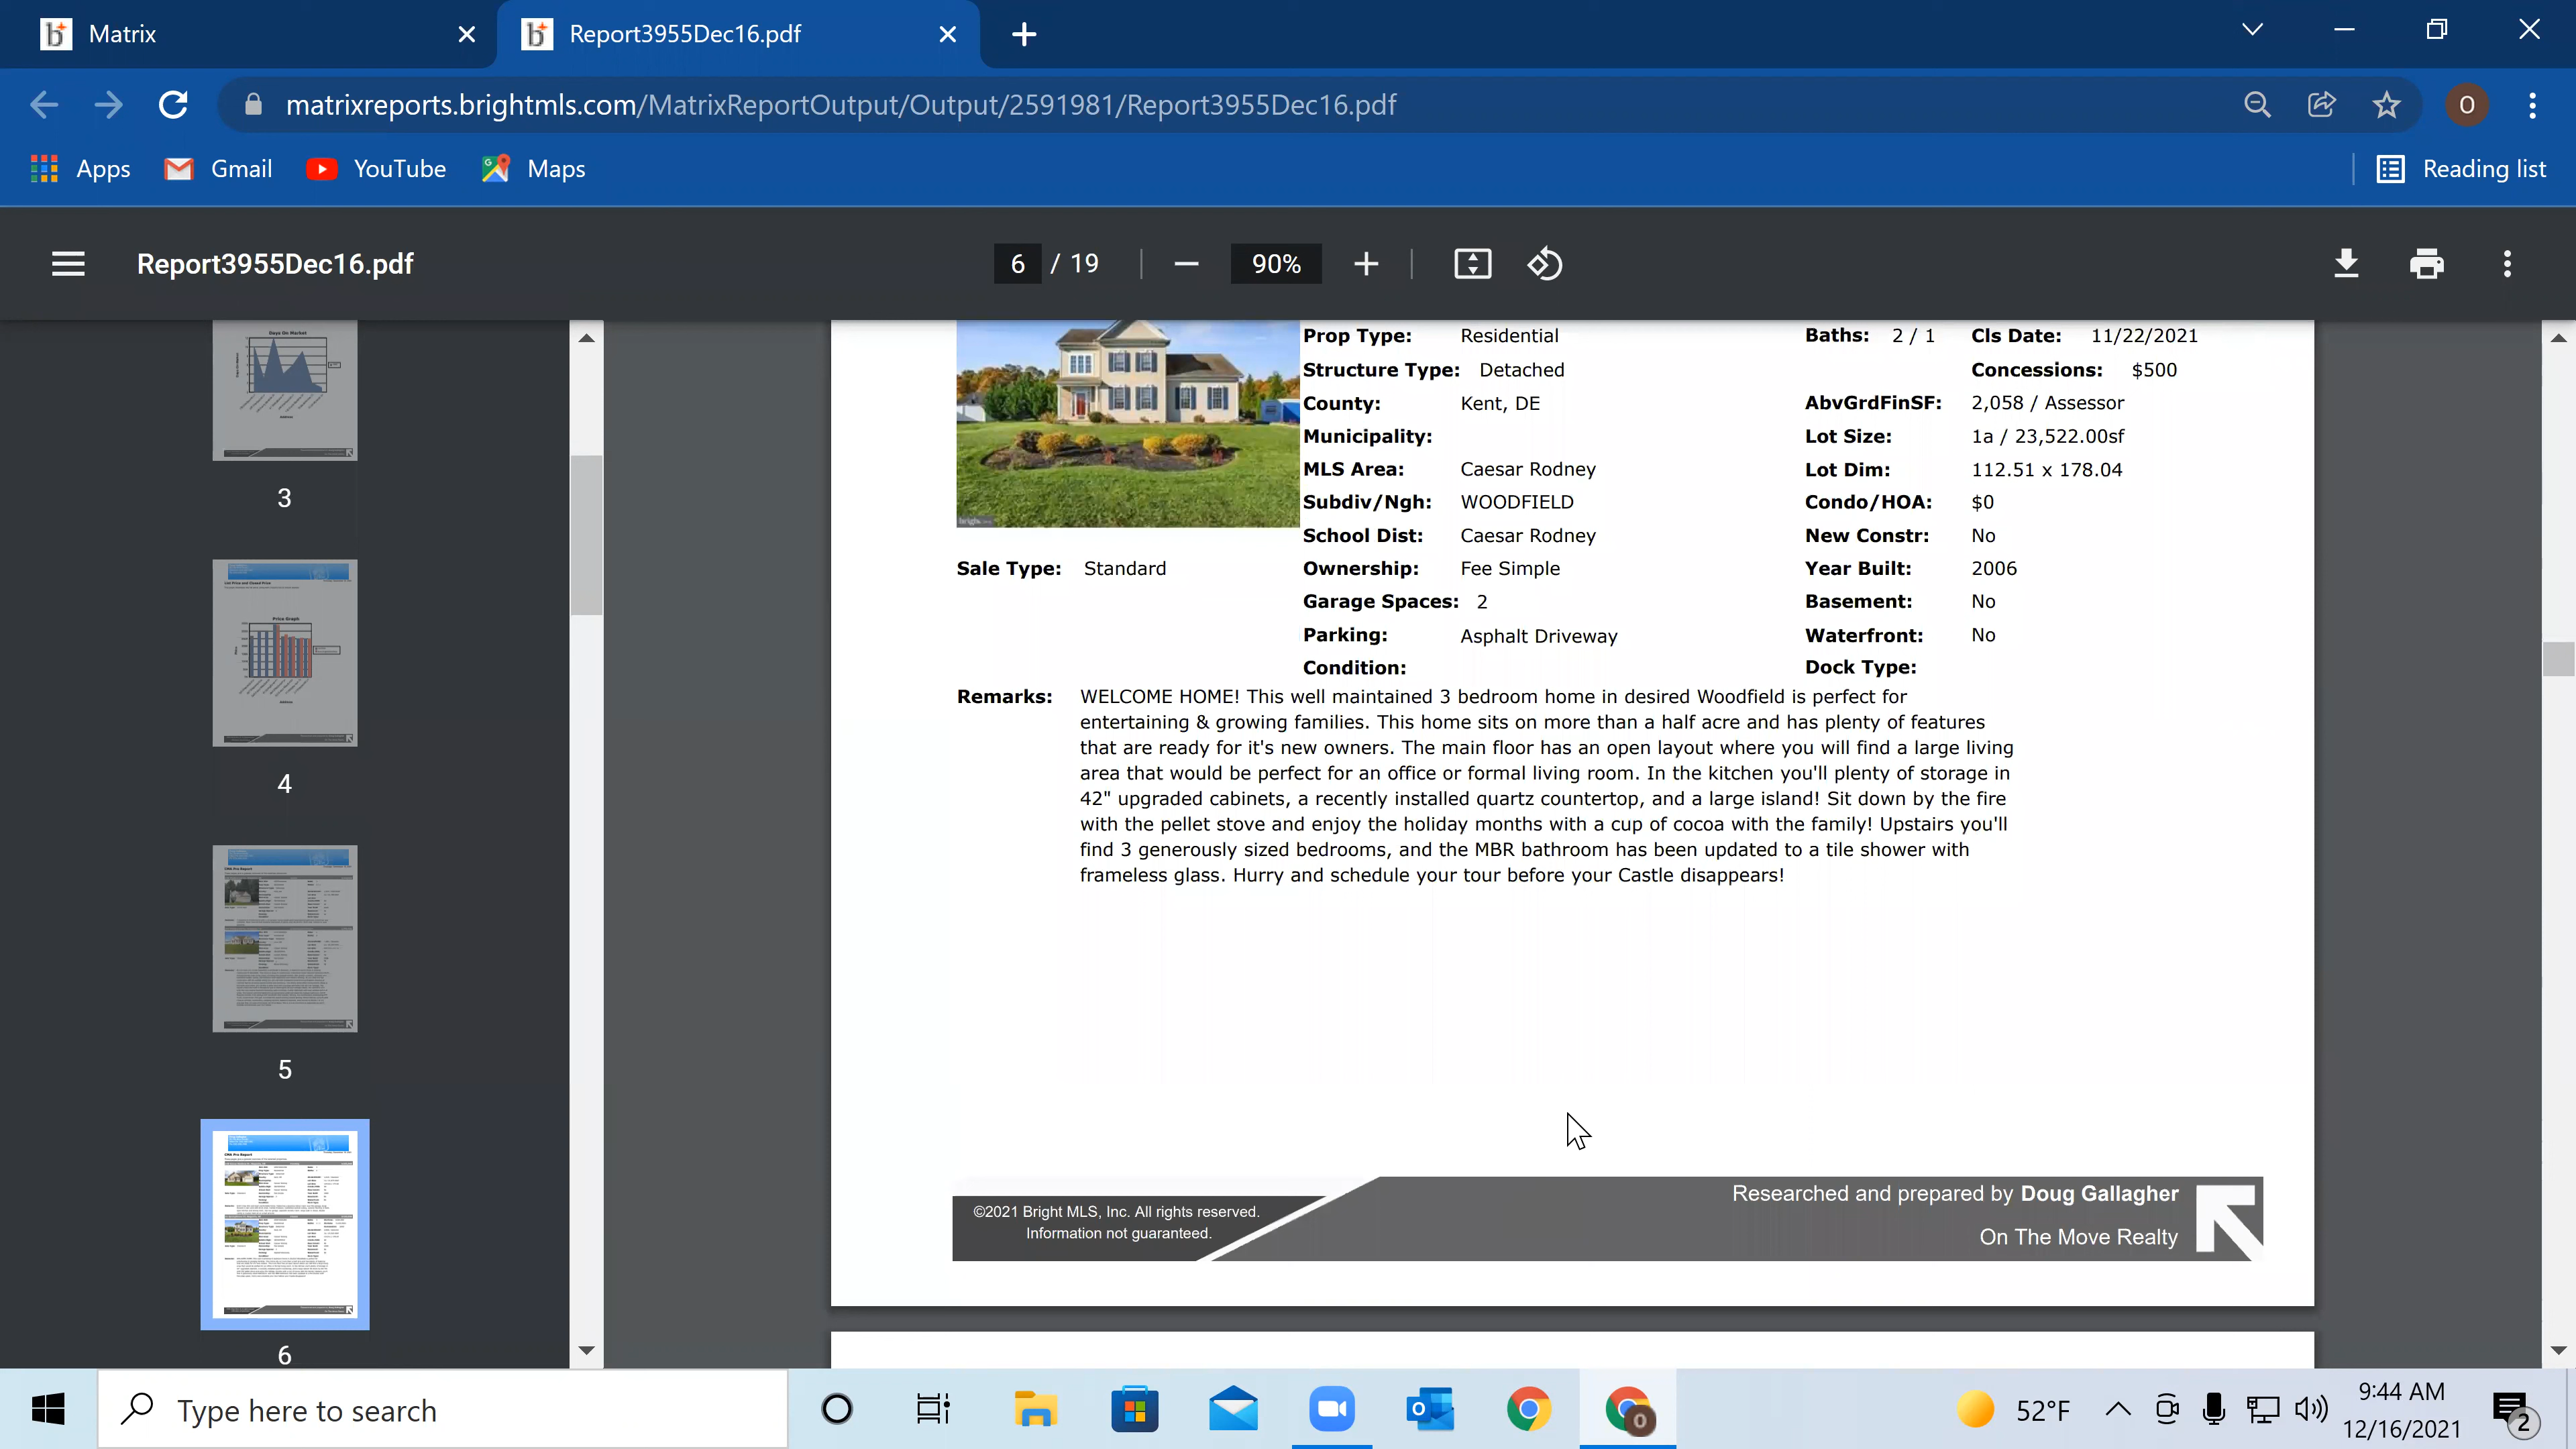 Matrix
Report3955Dec16.pdf
matrixreports.brightmls.com/MatrixReportOutput/Output/2591981/Report3955Dec16.pdf
O
Apps
Gmail
YouTube
Maps
Reading list
Report3955Dec16.pdf
6 / 19
90%
Days On Market
3
Price Graph
4
5
CMA Pro Report
6
Prop Type: Residential Baths: 2 / 1 Cls Date: 11/22/2021
Structure Type: Detached Concessions: $500
County: Kent, DE AbvGrdFinSF: 2,058 / Assessor
Municipality: Lot Size: 1a / 23,522.00sf
MLS Area: Caesar Rodney Lot Dim: 112.51 x 178.04
Subdiv/Ngh: WOODFIELD Condo/HOA: $0
School Dist: Caesar Rodney New Constr: No
Sale Type: Standard Ownership: Fee Simple Year Built: 2006
Garage Spaces: 2 Basement: No
Parking: Asphalt Driveway Waterfront: No
Condition: Dock Type:
Remarks: WELCOME HOME! This well maintained 3 bedroom home in desired Woodfield is perfect for
entertaining & growing families. This home sits on more than a half acre and has plenty of features
that are ready for it's new owners. The main floor has an open layout where you will find a large living
area that would be perfect for an office or formal living room. In the kitchen you'll plenty of storage in
42" upgraded cabinets, a recently installed quartz countertop, and a large island! Sit down by the fire
with the pellet stove and enjoy the holiday months with a cup of cocoa with the family! Upstairs you'll
find 3 generously sized bedrooms, and the MBR bathroom has been updated to a tile shower with
frameless glass. Hurry and schedule your tour before your Castle disappears!
©2021 Bright MLS, Inc. All rights reserved.
Information not guaranteed.
Researched and prepared by Doug Gallagher
On The Move Realty
Type here to search
52°F
9:44 AM
12/16/2021
2